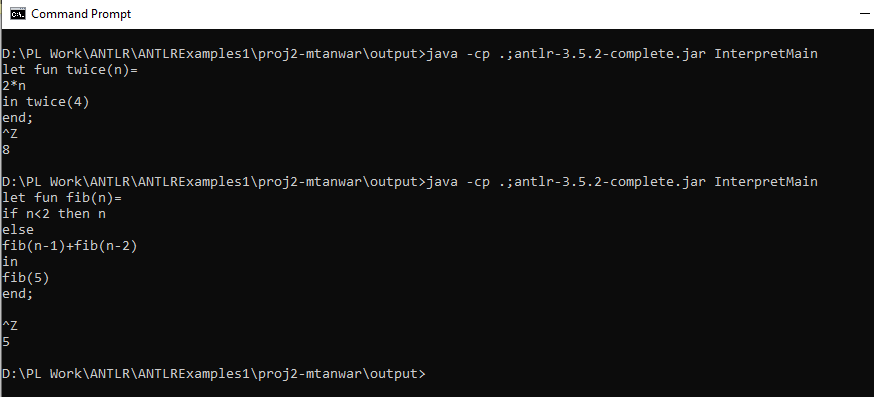 Command Prompt
D:\PL Work\ANTLR\ANTLRExamples1\proj2-mtanwar\output>java -cp .;antlr-3.5.2-complete.jar InterpretMain
let fun twice(n)=
2*n
in twice(4)
end;
^Z
8
D:\PL Work\ANTLR\ANTLRExamples1\proj2-mtanwar\output>java -cp .;antlr-3.5.2-complete.jar InterpretMain
let fun fib(n)=
if n<2 then n
else
fib(n-1)+fib(n-2)
in
fib(5)
end;
^Z
5
D:\PL Work\ANTLR\ANTLRExamples1\proj2-mtanwar\output>